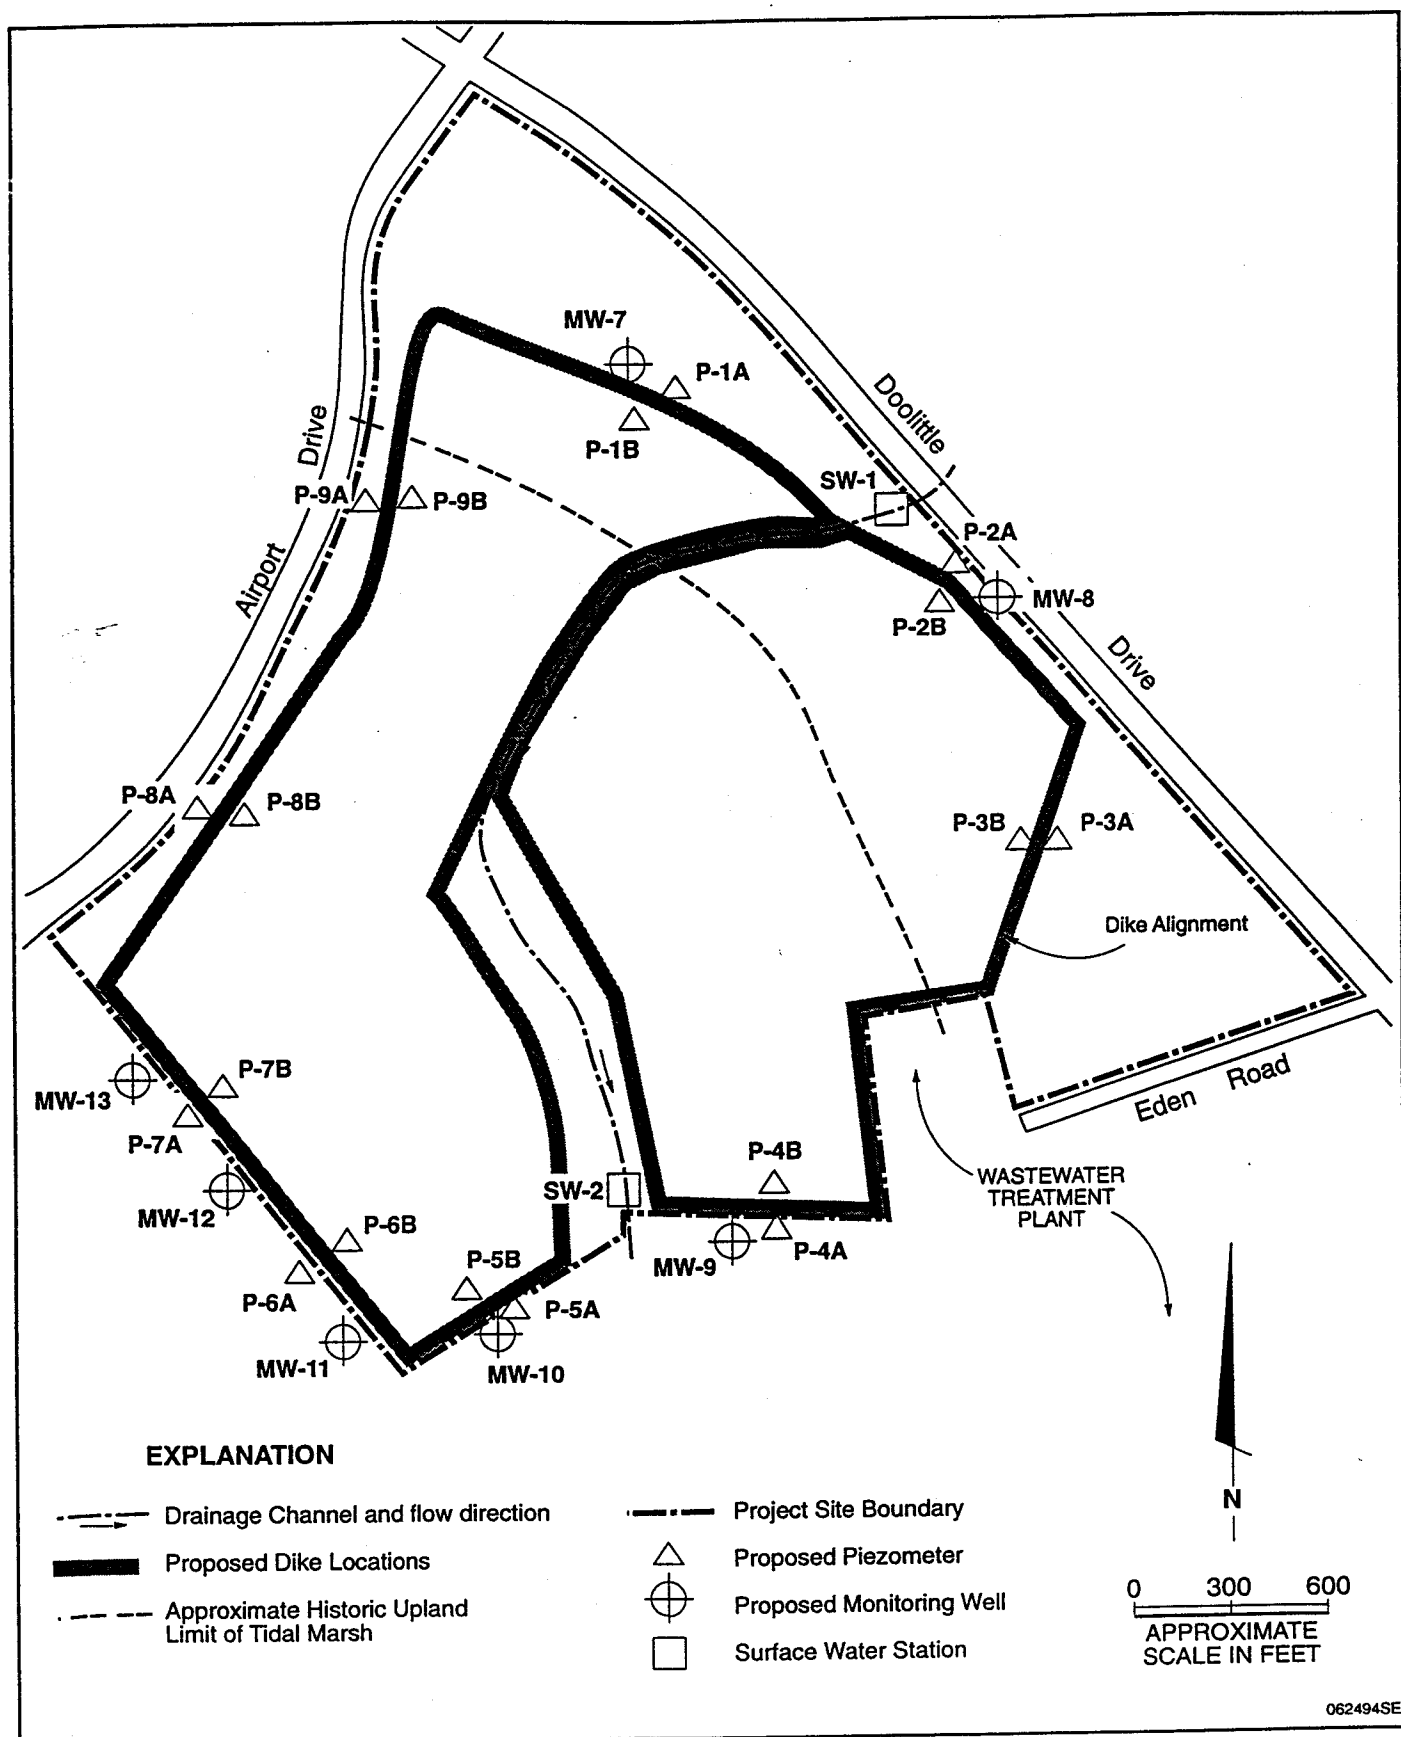 MW-7
P-1A
P-1B
Doolittle
Drive
SW-1
P-9A
P-9B
P-2A
MW-8
P-2B
Airport
Drive
P-8A
P-8B
P-3B
P-3A
Dike Alignment
P-7B
MW-13
P-7A
Eden Road
P-4B
WASTEWATER
TREATMENT
PLANT
SW-2
MW-12
P-6B
P-5B
MW-9
P-4A
P-6A
P-5A
MW-11
MW-10
EXPLANATION
Drainage Channel and flow direction
Proposed Dike Locations
Approximate Historic Upland
Limit of Tidal Marsh
Project Site Boundary
Proposed Piezometer
Proposed Monitoring Well
Surface Water Station
N
0 300 600
APPROXIMATE
SCALE IN FEET
062494SE